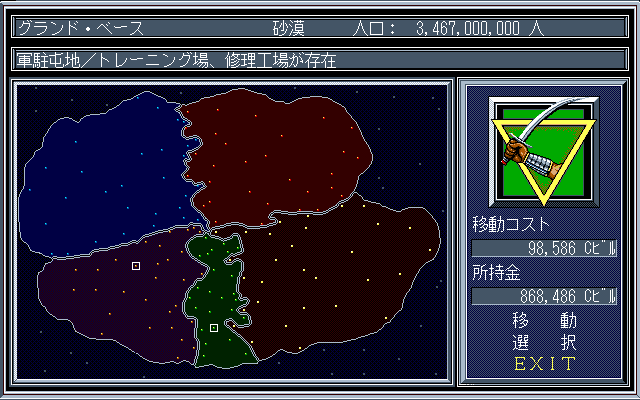 グランド・ベース 砂漠 人口： 3,467,000,000 人
軍駐屯地／トレーニング場、修理工場が存在
移動コスト
98,586 Cﾋﾞﾙ
所持金
868,486 Cﾋﾞﾙ
移 動
選 択
EXIT